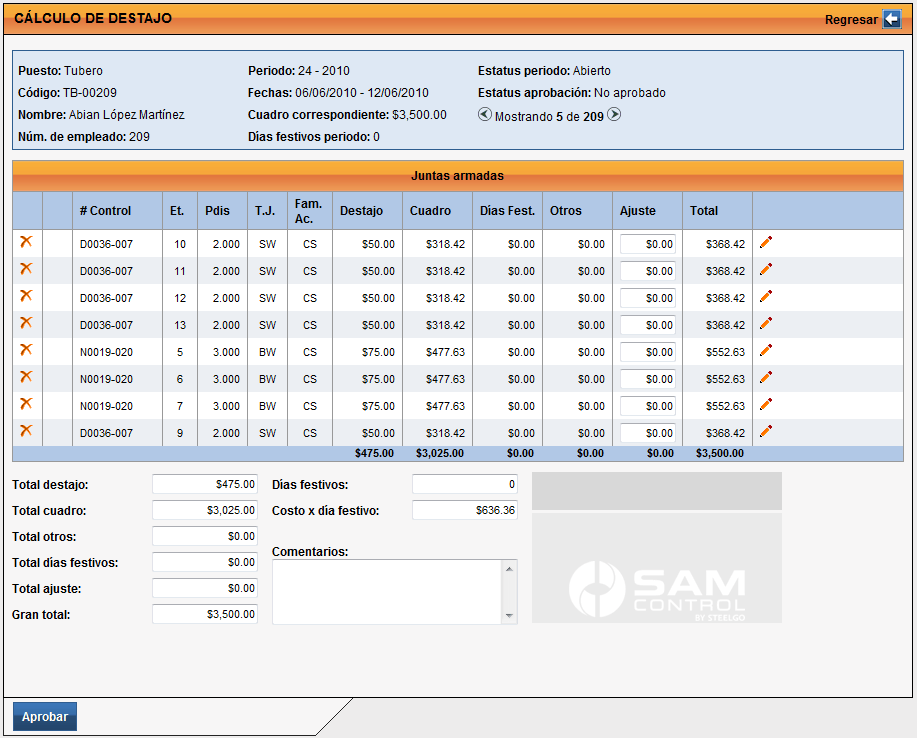 CÁLCULO DE DESTAJO
Regresar
Puesto: Tubero Periodo: 24 - 2010 Estatus periodo: Abierto
Código: TB-00209 Fechas: 06/06/2010 - 12/06/2010 Estatus aprobación: No aprobado
Nombre: Abian López Martínez Cuadro correspondiente: $3,500.00 Mostrando 5 de 209
Núm. de empleado: 209 Días festivos periodo: 0
Juntas armadas
# Control Et. Pdis T.J. Fam. Ac. Destajo Cuadro Días Fest. Otros Ajuste Total
D0036-007 10 2.000 SW CS $50.00 $318.42 $0.00 $0.00 $0.00 $368.42
D0036-007 11 2.000 SW CS $50.00 $318.42 $0.00 $0.00 $0.00 $368.42
D0036-007 12 2.000 SW CS $50.00 $318.42 $0.00 $0.00 $0.00 $368.42
D0036-007 13 2.000 SW CS $50.00 $318.42 $0.00 $0.00 $0.00 $368.42
N0019-020 5 3.000 BW CS $75.00 $477.63 $0.00 $0.00 $0.00 $552.63
N0019-020 6 3.000 BW CS $75.00 $477.63 $0.00 $0.00 $0.00 $552.63
N0019-020 7 3.000 BW CS $75.00 $477.63 $0.00 $0.00 $0.00 $552.63
D0036-007 9 2.000 SW CS $50.00 $318.42 $0.00 $0.00 $0.00 $368.42
$475.00 $3,025.00 $0.00 $0.00 $0.00 $3,500.00
Total destajo: $475.00 Días festivos: 0
Total cuadro: $3,025.00 Costo x día festivo: $636.36
Total otros: $0.00
Comentarios:
Total días festivos: $0.00
Total ajuste: $0.00
Gran total: $3,500.00
SAM
CONTROL
BY STEELGO
Aprobar